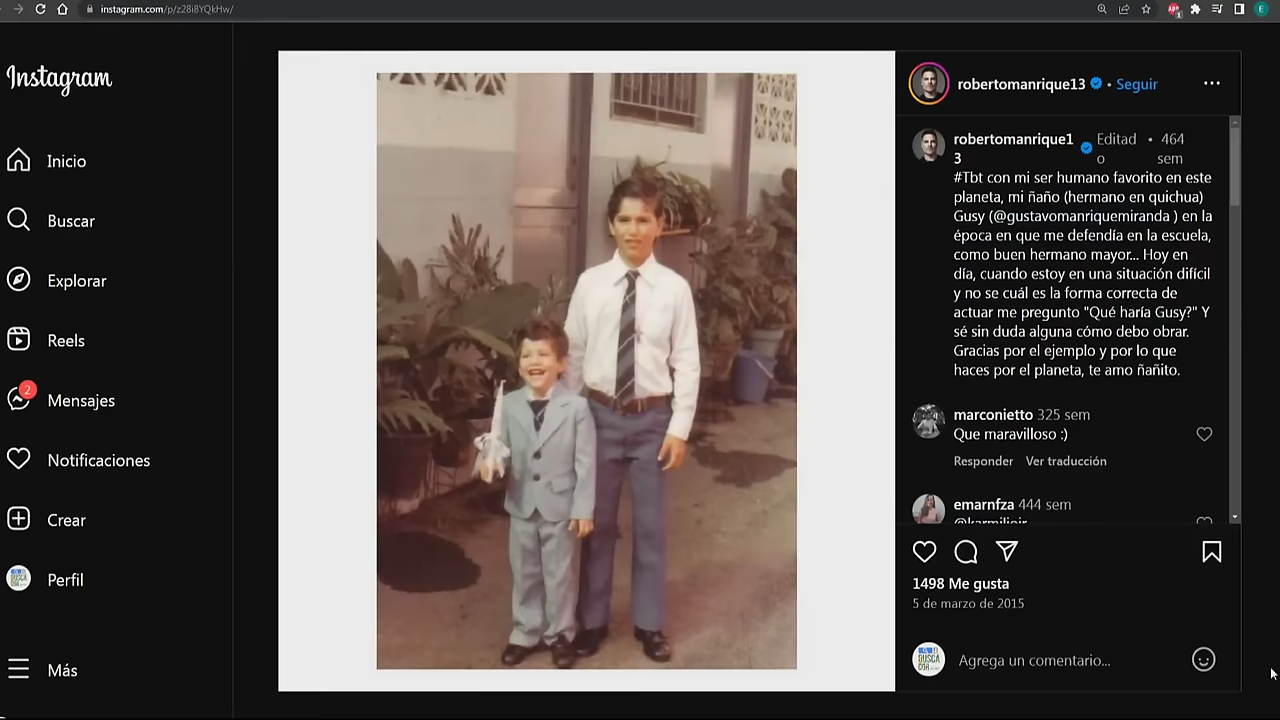 instagram.com/p/z28i8YQkHw/
E
1
Instagram
Inicio
Buscar
Explorar
Reels
2
Mensajes
Notificaciones
Crear
Perfil
Más
robertomanrique13 • Seguir
robertomanrique1
3
Editad
o
• 464
sem
#Tbt con mi ser humano favorito en este
planeta, mi ñaño (hermano en quichua)
Gusy (@gustavomanriquemiranda ) en la
época en que me defendía en la escuela,
como buen hermano mayor... Hoy en
día, cuando estoy en una situación difícil
y no se cuál es la forma correcta de
actuar me pregunto "Qué haría Gusy?" Y
sé sin duda alguna cómo debo obrar.
Gracias por el ejemplo y por lo que
haces por el planeta, te amo ñañito.
marconietto 325 sem
Que maravilloso :)
Responder Ver traducción
emarnfza 444 sem
1498 Me gusta
5 de marzo de 2015
EL
BUSCA
DOR
Agrega un comentario...